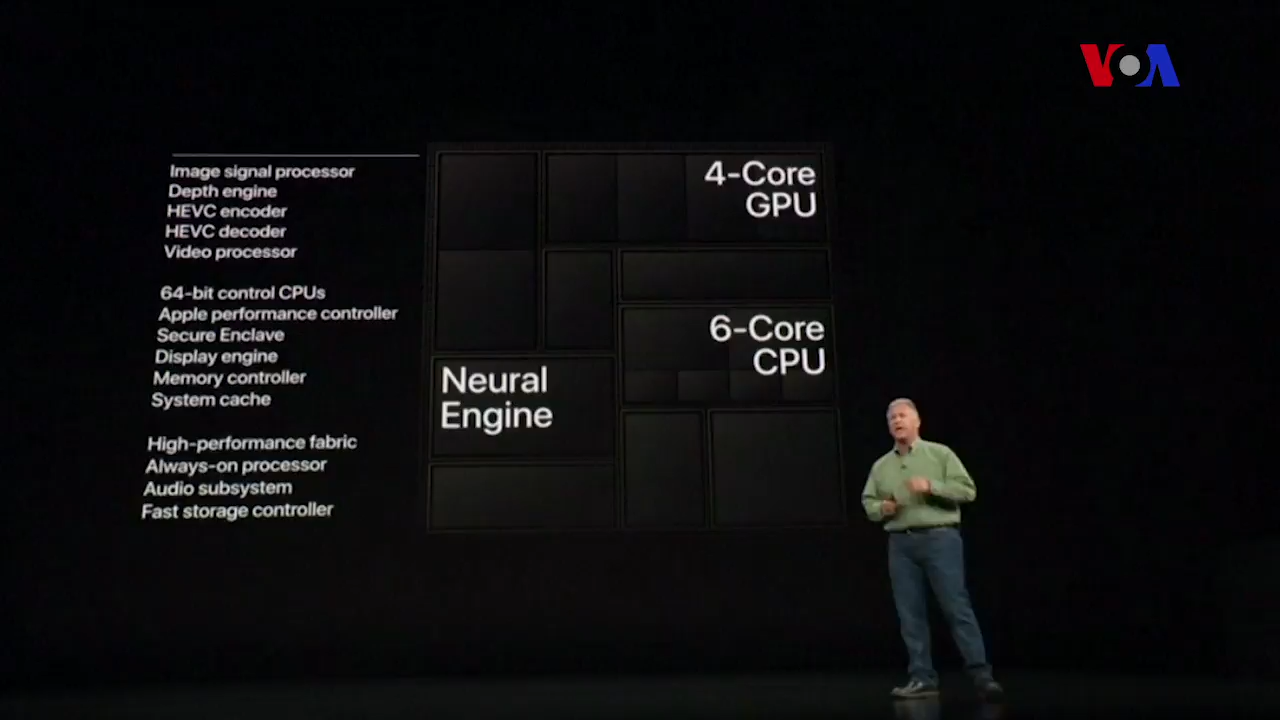 VOA
Image signal processor
Depth engine
HEVC encoder
HEVC decoder
Video processor
64-bit control CPUs
Apple performance controller
Secure Enclave
Display engine
Memory controller
System cache
High-performance fabric
Always-on processor
Audio subsystem
Fast storage controller
4-Core
GPU
6-Core
CPU
Neural
Engine